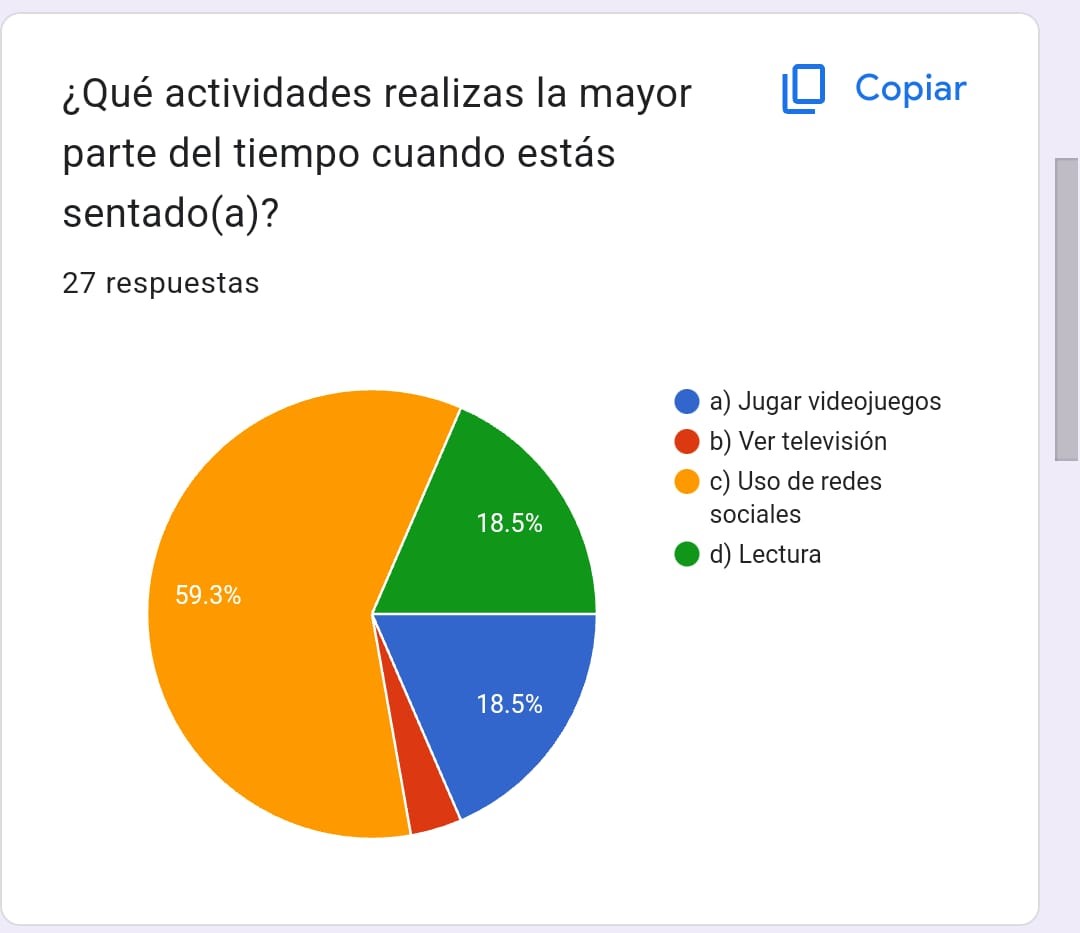 ¿Qué actividades realizas la mayor
parte del tiempo cuando estás
sentado(a)?
Copiar
27 respuestas
a) Jugar videojuegos
b) Ver televisión
c) Uso de redes
sociales
d) Lectura
18.5%
59.3%
18.5%